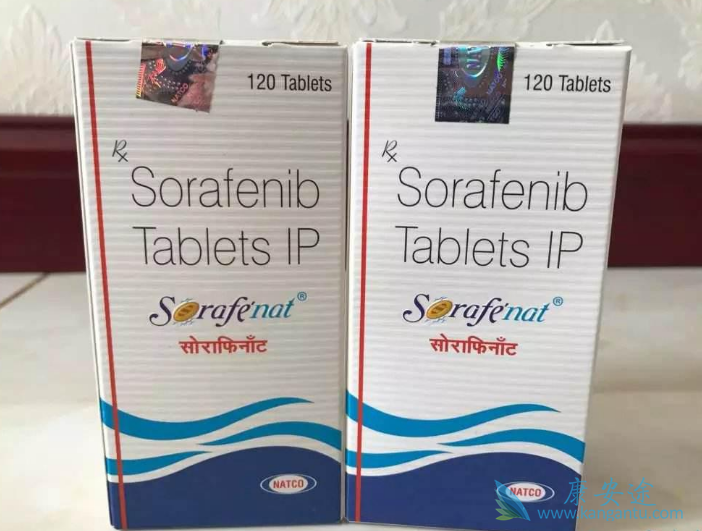 120 Tablets
Rx
Sorafenib
Tablets IP
Sorafenat®
सोराफिनाँट
NATCO
NATCO
120 Tablets
Rx
Sorafenib
Tablets IP
Sorafenat®
सोराफिनाँट
NATCO
康安途
www.kanantu.com